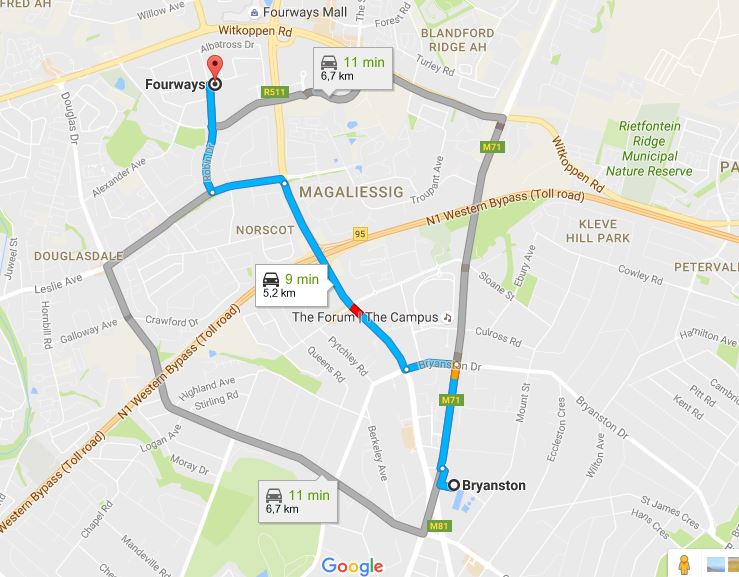 FRED AH
Willow Ave
Fourways Mall
Forest Rd
The S
Witkoppen Rd
Albatross Dr
BLANDFORD
RIDGE AH
11 min
6,7 km
Turley Rd
Fourways
R511
Douglas Dr
Robyn Dr
M71
Witkoppen Rd
Rietfontein
Ridge
Municipal
Nature Reserve
PA
Alexander Ave
MAGALIESSIG
Troupant Ave
N1 Western Bypass (Toll road)
NORSCOT
95
KLEVE
HILL PARK
Juweel St
DOUGLASDALE
Leslie Ave
9 min
5,2 km
Sloane St
Ebury Ave
Cowley Rd
PETERVAL
Hornbill Rd
Galloway Ave
Crawford Dr
The Forum | The Campus
Culross Rd
Hamilton Ave
Pytchley Rd
Queens Rd
Bryanston Dr
N1 Western Bypass (Toll road)
Highland Ave
Stirling Rd
M71
Mount St
Bryanston Dr
Cambri
Pitt Rd
Kent Rd
Eccleston Cres
Wilton Ave
Logan Ave
Berkeley Ave
Moray Dr
Bryanston
N1 Western Bypass (Toll road)
11 min
6,7 km
Chapel Rd
M81
St James Cres
Hans Cres
Mandeville Rd
Google